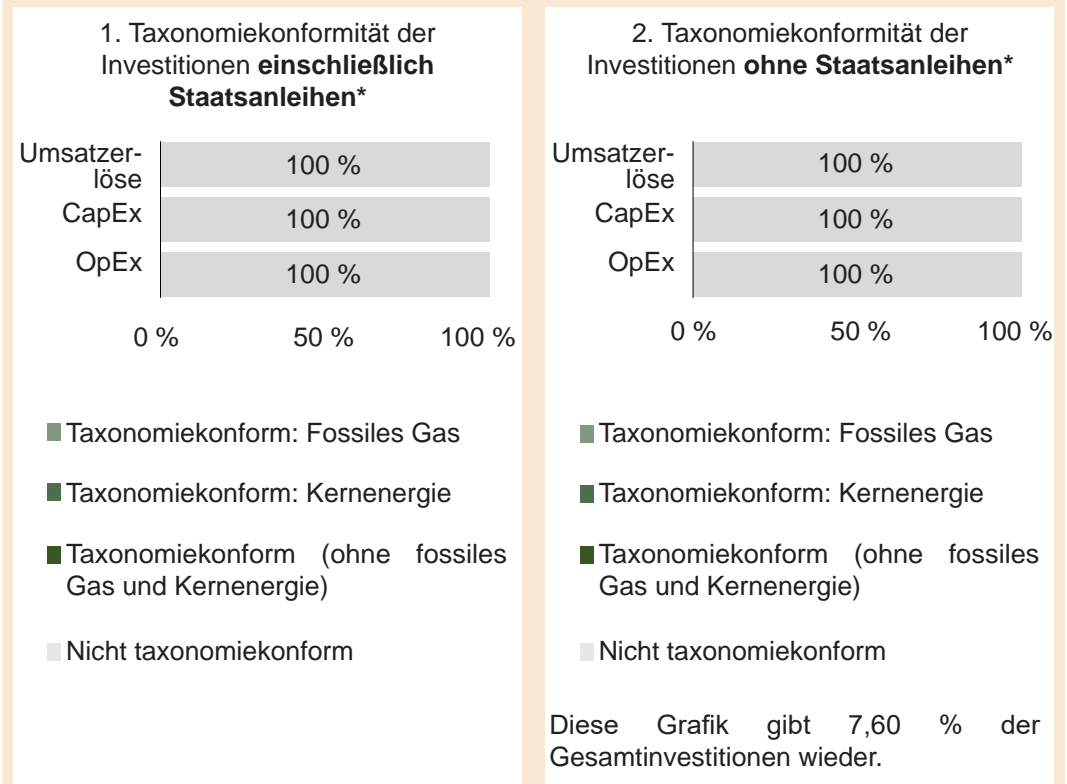 1. Taxonomiekonformität der
Investitionen einschließlich
Staatsanleihen*
Umsatzer-
löse
100 %
CapEx
100 %
OpEx
100 %
0 % 50 % 100 %
Taxonomiekonform: Fossiles Gas
Taxonomiekonform: Kernenergie
Taxonomiekonform (ohne fossiles
Gas und Kernenergie)
Nicht taxonomiekonform
2. Taxonomiekonformität der
Investitionen ohne Staatsanleihen*
Umsatzer-
löse
100 %
CapEx
100 %
OpEx
100 %
0 % 50 % 100 %
Taxonomiekonform: Fossiles Gas
Taxonomiekonform: Kernenergie
Taxonomiekonform (ohne fossiles
Gas und Kernenergie)
Nicht taxonomiekonform
Diese Grafik gibt 7,60 % der
Gesamtinvestitionen wieder.